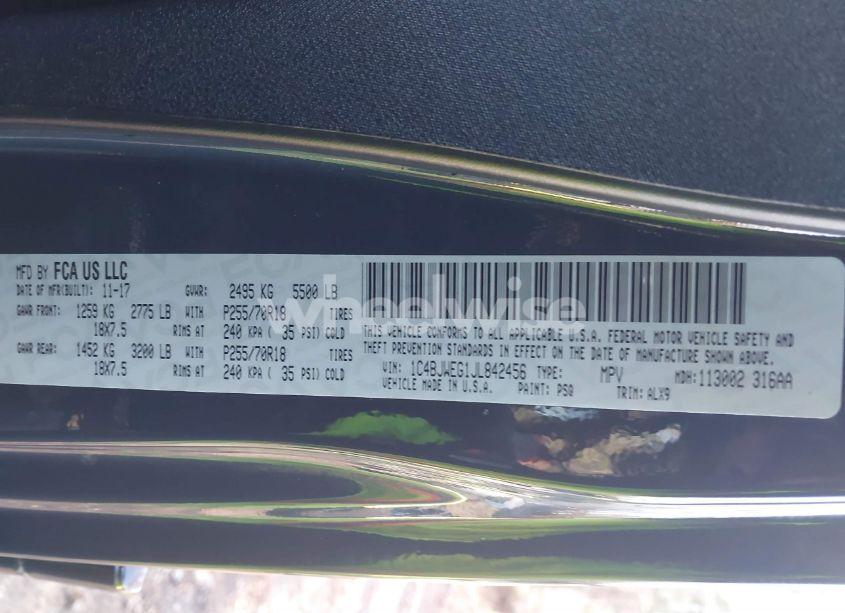 MFD BY FCA US LLC
DATE OF MFR(BUILT): 11-17 GVWR: 2495 KG 5500 LB
GAWR FRONT: 1259 KG 2775 LB WITH P255/70R18 TIRES
18X7.5 RIMS AT 240 KPA ( 35 PSI) COLD
GAWR REAR: 1452 KG 3200 LB WITH P255/70R18 TIRES
18X7.5 RIMS AT 240 KPA ( 35 PSI) COLD
THIS VEHICLE CONFORMS TO ALL APPLICABLE U.S.A. FEDERAL MOTOR VEHICLE SAFETY AND
THEFT PREVENTION STANDARDS IN EFFECT ON THE DATE OF MANUFACTURE SHOWN ABOVE.
VIN: 1C4BJWEG1JL842456 TYPE: MPV MDH:113002 316AA
VEHICLE MADE IN U.S.A. PAINT: PSQ TRIM: ALX9
wheelwise